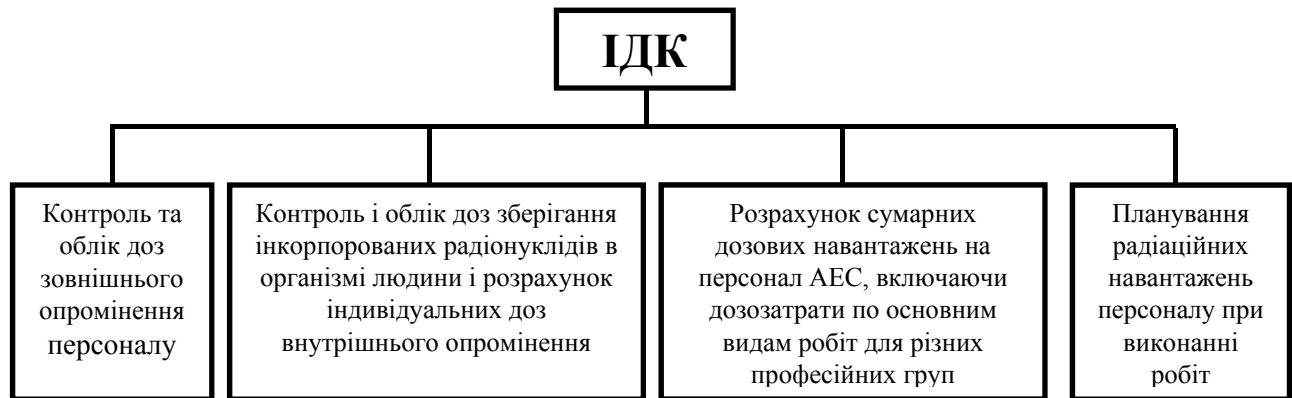 ІДК
Контроль та
облік доз
зовнішнього
опромінення
персоналу
Контроль і облік доз зберігання
інкорпорованих радіонуклідів в
організмі людини і розрахунок
індивідуальних доз
внутрішнього опромінення
Розрахунок сумарних
дозових навантажень на
персонал АЕС, включаючи
дозозатрати по основним
видам робіт для різних
професійних груп
Планування
радіаційних
навантажень
персоналу при
виконанні
робіт